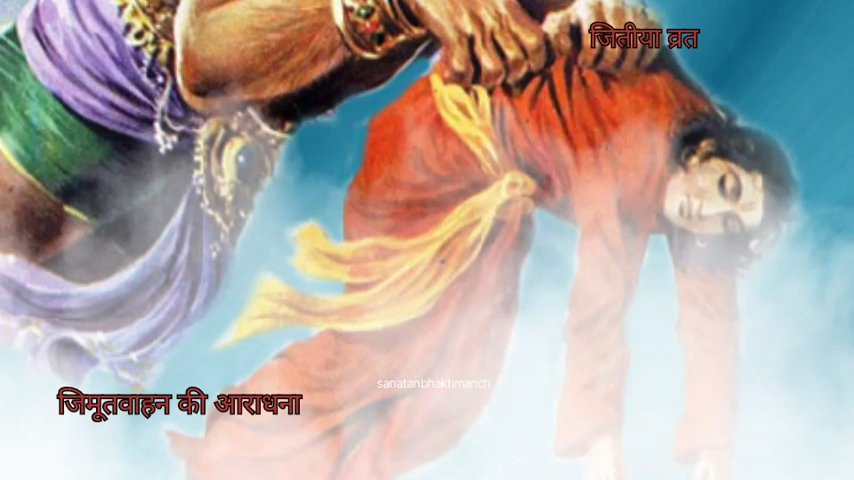 जितीया व्रत
sanatanbhaktimanch
जिमूतवाहन की आराधना